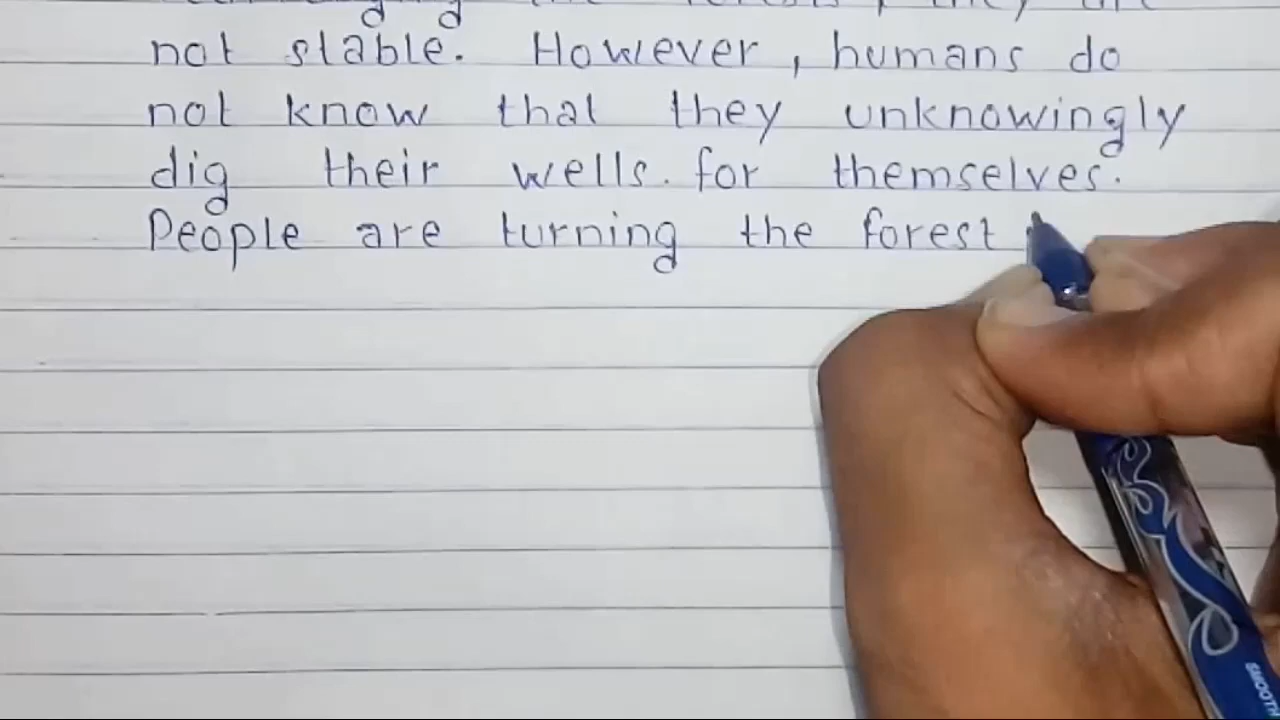 not stable. However, humans do
not know that they unknowingly
dig their wells. for themselves.
People are turning the forest
SMOOTH